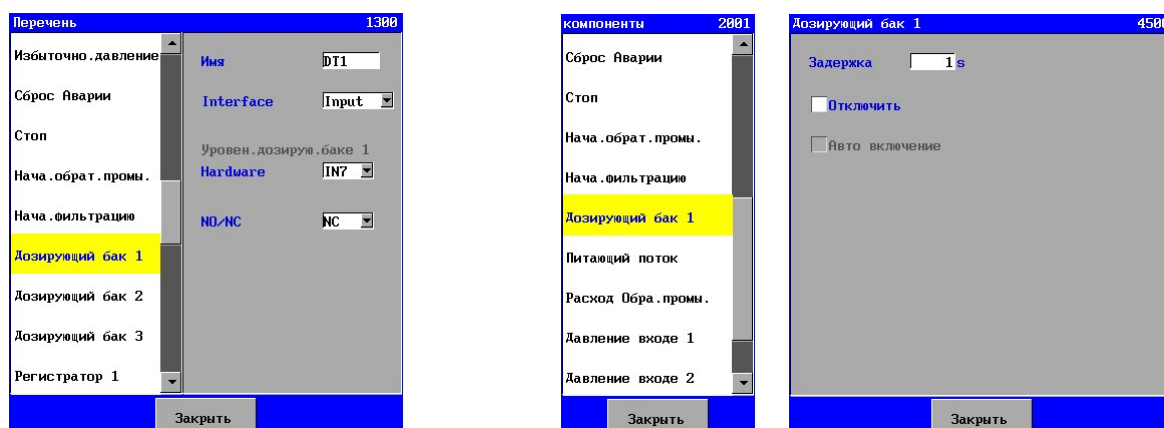 Перечень 1300
Избыточно.давление
Сброс Аварии
Стоп
Нача.обрат.промы.
Нача.фильтрацию
Дозирующий бак 1
Дозирующий бак 2
Дозирующий бак 3
Регистратор 1
Имя DT1
Interface Input
Уровен.дозирую.баке 1
Hardware IN7
NO/NC NC
Закрыть
компоненты 2001
Сброс Аварии
Стоп
Нача.обрат.промы.
Нача.фильтрацию
Дозирующий бак 1
Питающий поток
Расход Обра.промы.
Давление входе 1
Давление входе 2
Закрыть
Дозирующий бак 1 4500
Задержка 1 s
Отключить
Авто включение
Закрыть